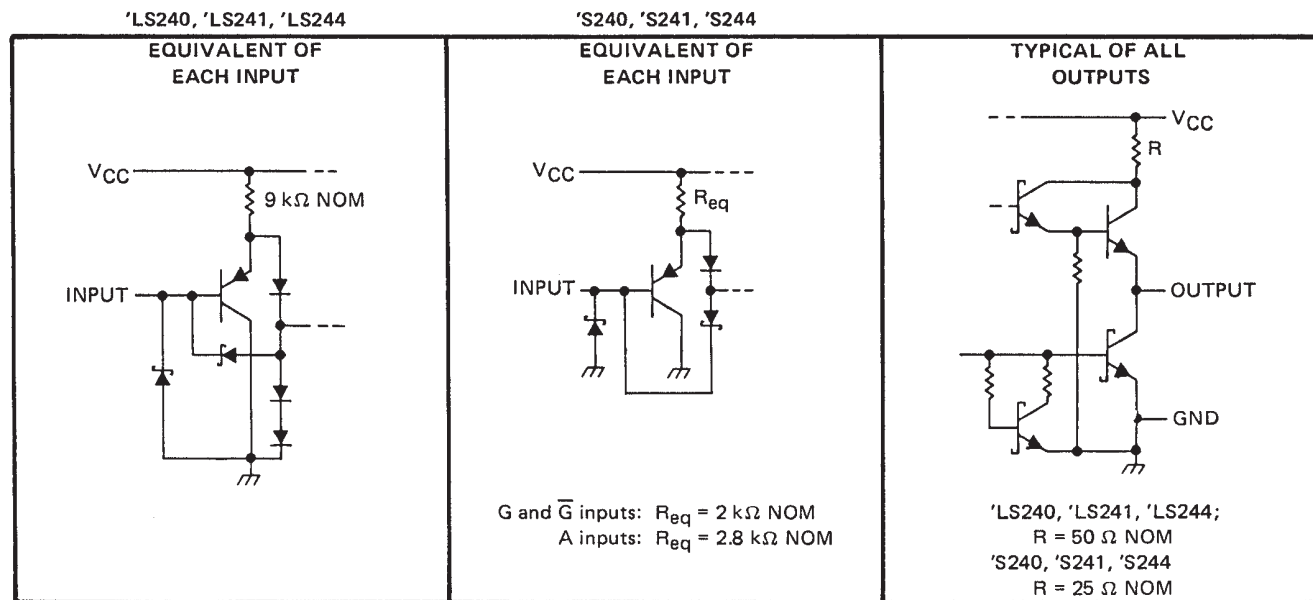 'LS240, 'LS241, 'LS244
EQUIVALENT OF
EACH INPUT
VCC
9 kΩ NOM
INPUT
'S240, 'S241, 'S244
EQUIVALENT OF
EACH INPUT
VCC
Req
INPUT
G and G̅ inputs: Req = 2 kΩ NOM
A inputs: Req = 2.8 kΩ NOM
TYPICAL OF ALL
OUTPUTS
VCC
R
OUTPUT
GND
'LS240, 'LS241, 'LS244;
R = 50 Ω NOM
'S240, 'S241, 'S244
R = 25 Ω NOM